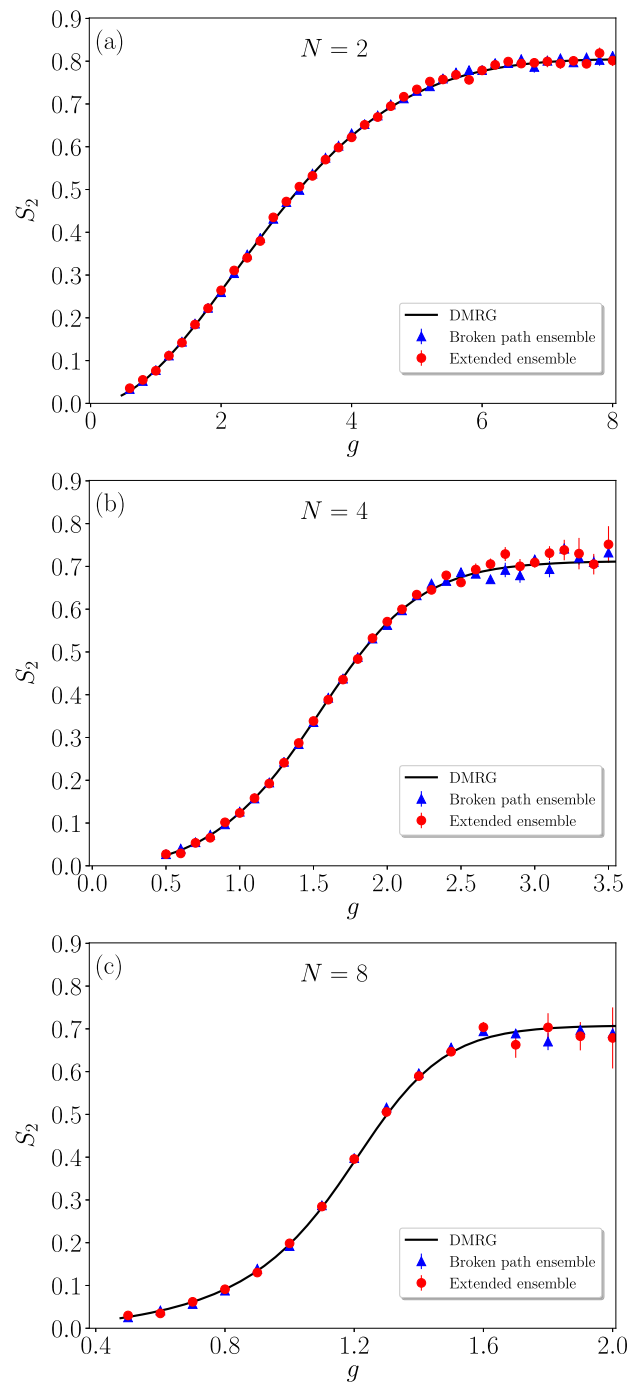 (a)
N = 2
0.9
0.8
0.7
0.6
0.5
0.4
0.3
0.2
0.1
0.0
S2
DMRG
Broken path ensemble
Extended ensemble
0 2 4 6 8
g
(b)
N = 4
0.9
0.8
0.7
0.6
0.5
0.4
0.3
0.2
0.1
0.0
S2
DMRG
Broken path ensemble
Extended ensemble
0.0 0.5 1.0 1.5 2.0 2.5 3.0 3.5
g
(c)
N = 8
0.9
0.8
0.7
0.6
0.5
0.4
0.3
0.2
0.1
0.0
S2
DMRG
Broken path ensemble
Extended ensemble
0.4 0.8 1.2 1.6 2.0
g